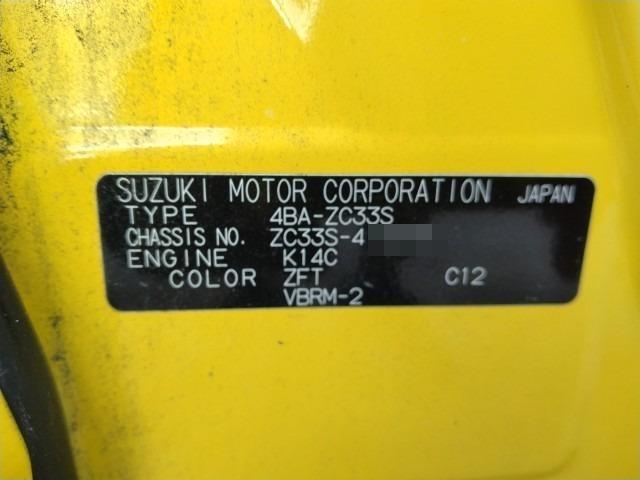 SUZUKI MOTOR CORPORATION JAPAN
TYPE 4BA-ZC33S
CHASSIS NO. ZC33S-4
ENGINE K14C
COLOR ZFT C12
VBRM-2